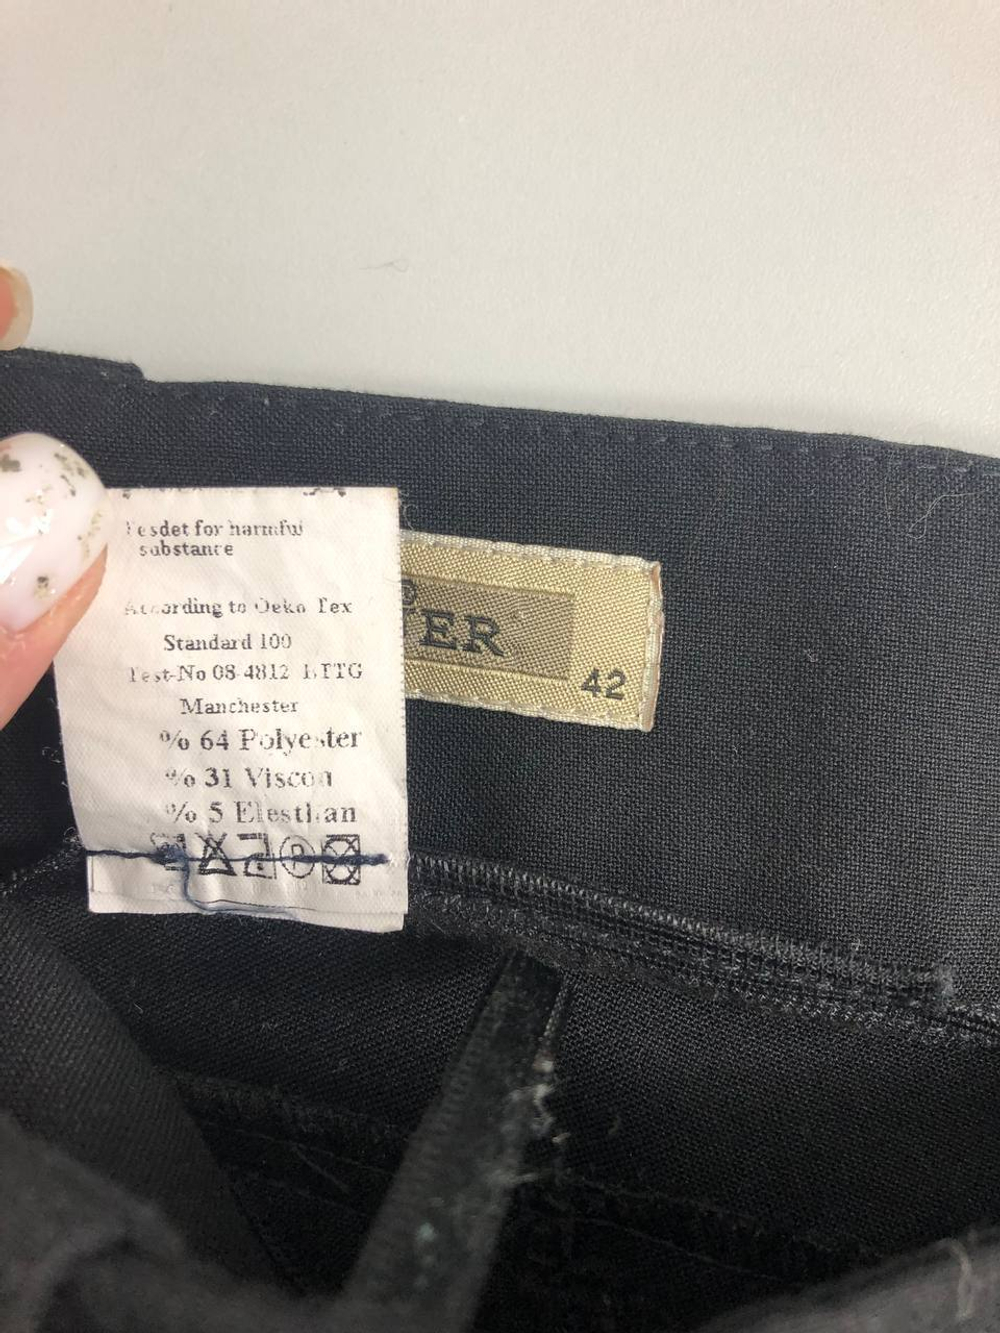 Tesdet for harmful
substance
According to Oeko Tex
Standard 100
Test-No 08-4812 BTTG
Manchester
% 64 Polyester
% 31 Viscon
% 5 Elesthan
P
ER
42